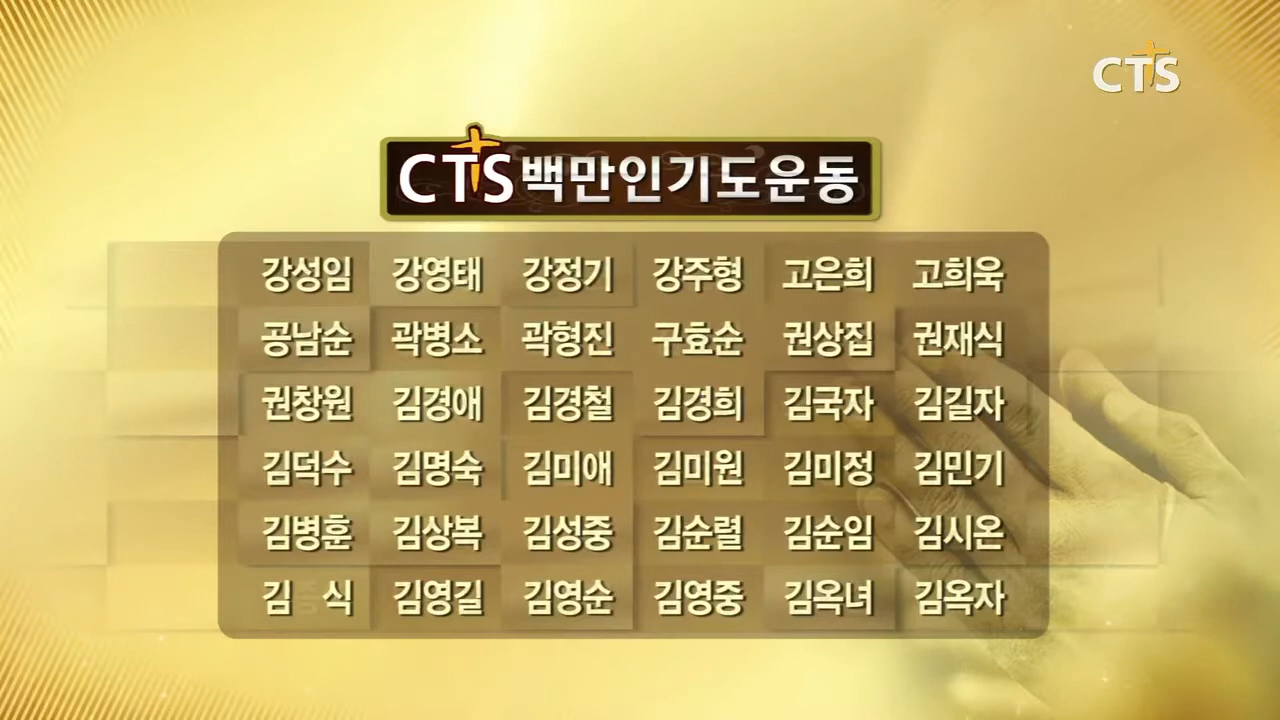 CTS
CTS백만인기도운동
강성임 강영태 강정기 강주형 고은희 고희욱
공남순 곽병소 곽형진 구효순 권상집 권재식
권창원 김경애 김경철 김경희 김국자 김길자
김덕수 김명숙 김미애 김미원 김미정 김민기
김병훈 김상복 김성중 김순렬 김순임 김시온
김 식 김영길 김영순 김영중 김옥녀 김옥자